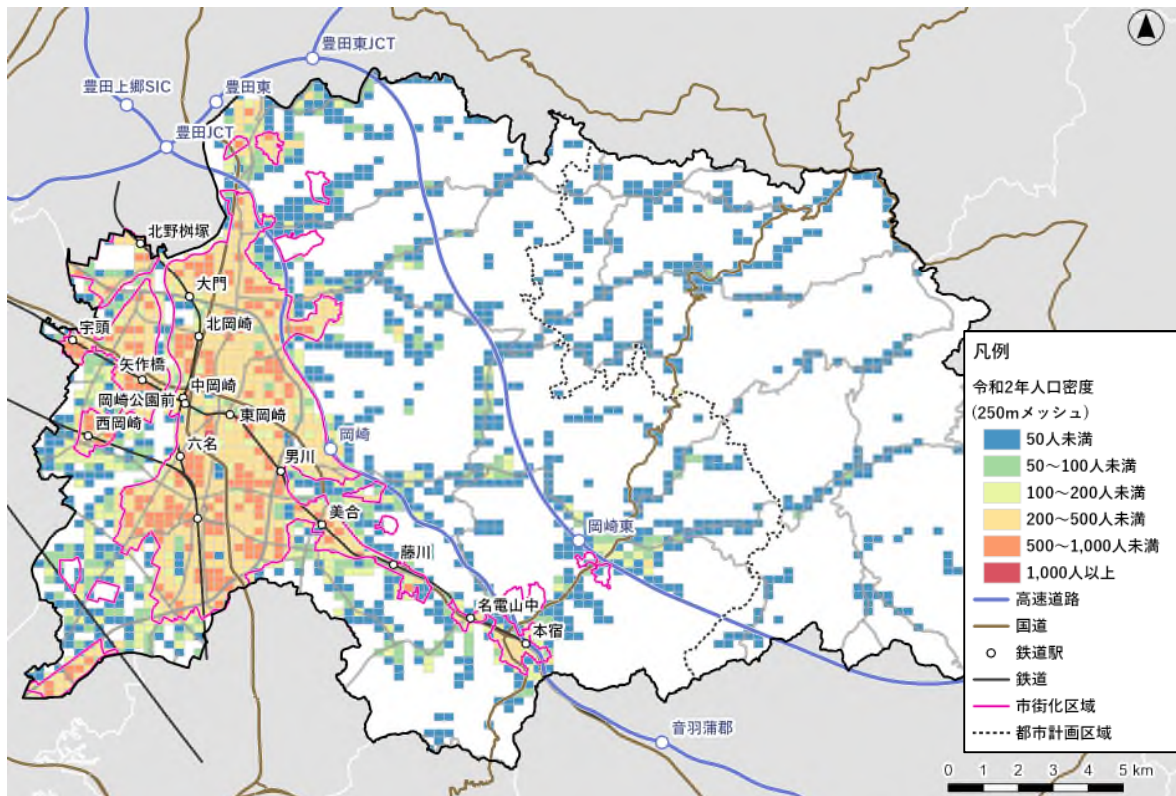 豊田東JCT
豊田上郷SIC
豊田東
豊田JCT
北野桝塚
大門
宇頭
北岡崎
矢作橋
中岡崎
岡崎公園前
東岡崎
西岡崎
六名
岡崎
男川
美合
岡崎東
藤川
名電山中
本宿
音羽蒲郡
凡例
令和2年人口密度
(250mメッシュ)
50人未満
50～100人未満
100～200人未満
200～500人未満
500～1,000人未満
1,000人以上
高速道路
国道
鉄道駅
鉄道
市街化区域
都市計画区域
0 1 2 3 4 5 km